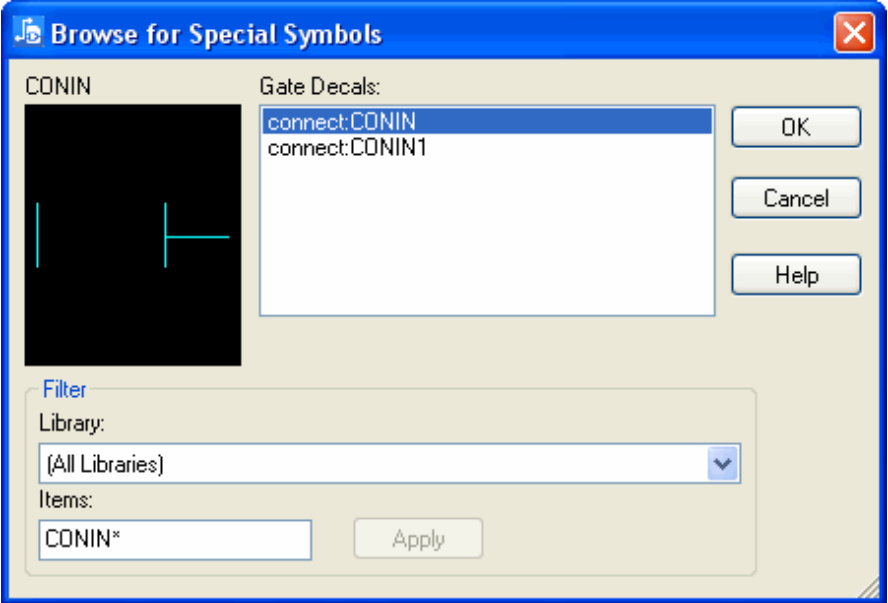 Browse for Special Symbols
CONIN
Gate Decals:
connect:CONIN
connect:CONIN1
OK
Cancel
Help
Filter
Library:
(All Libraries)
Items:
CONIN*
Apply